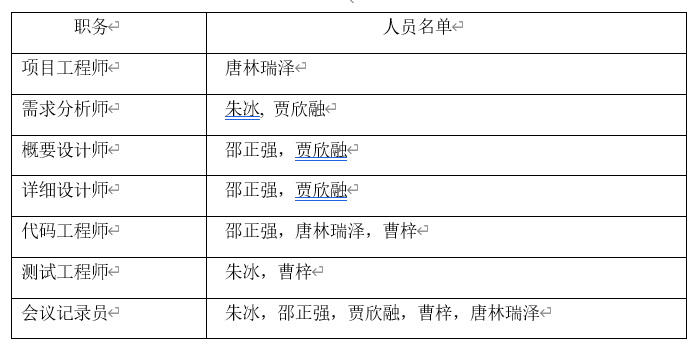 职务 人员名单
项目工程师 唐林瑞泽
需求分析师 朱冰, 贾欣融
概要设计师 邵正强，贾欣融
详细设计师 邵正强，贾欣融
代码工程师 邵正强，唐林瑞泽，曹梓
测试工程师 朱冰，曹梓
会议记录员 朱冰，邵正强，贾欣融，曹梓，唐林瑞泽